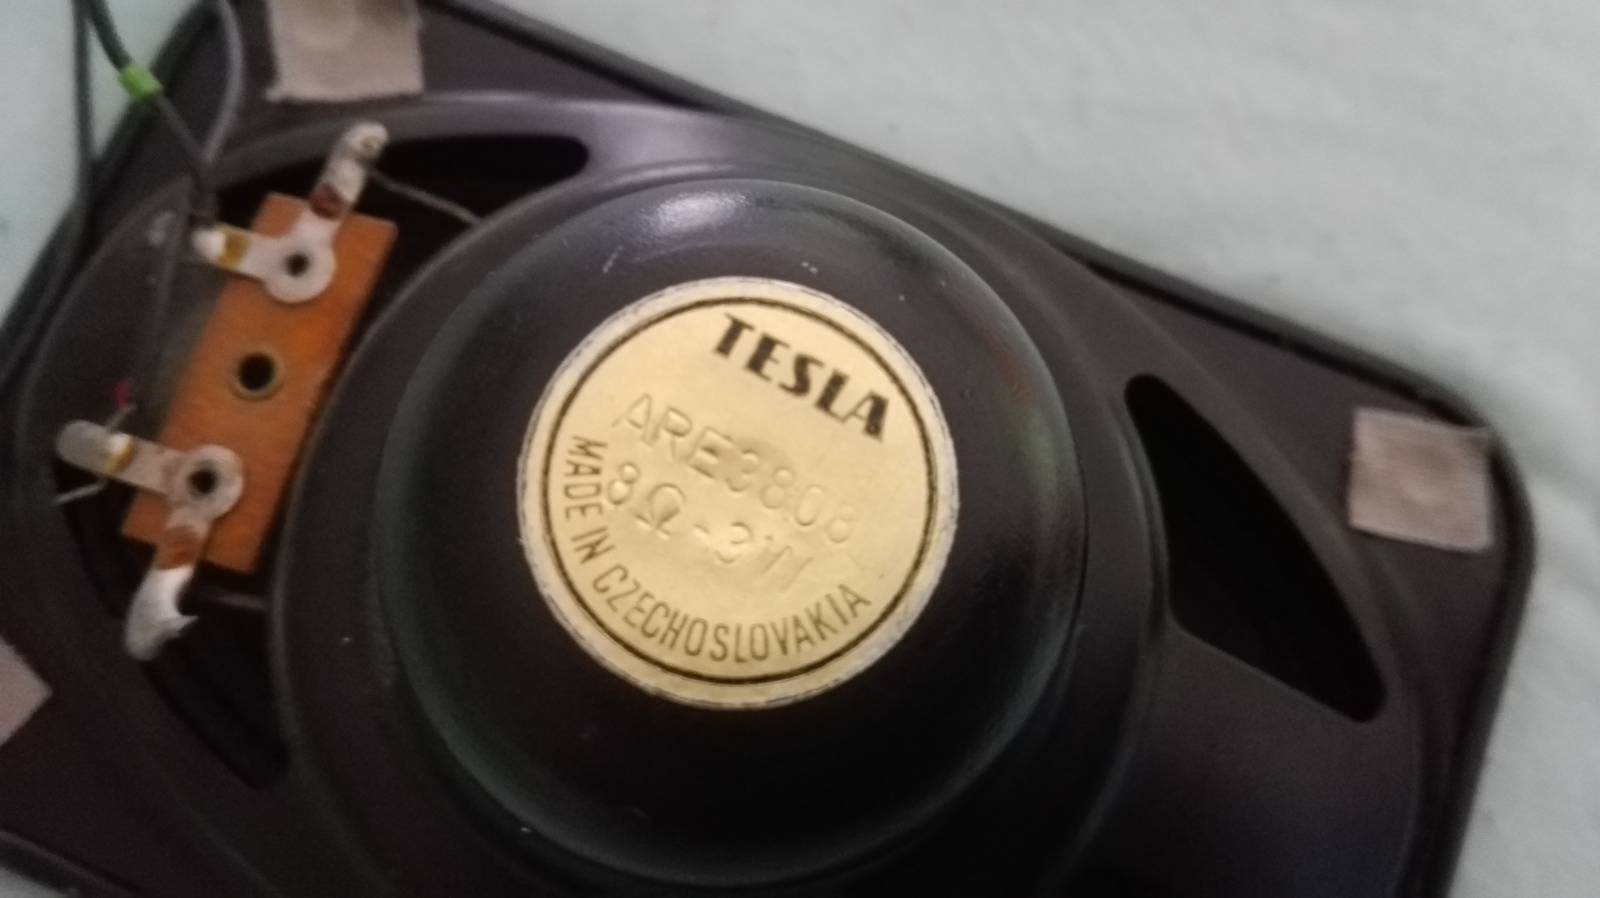 TESLA
ARE3808
8Ω-3W
MADE IN CZECHOSLOVAKIA